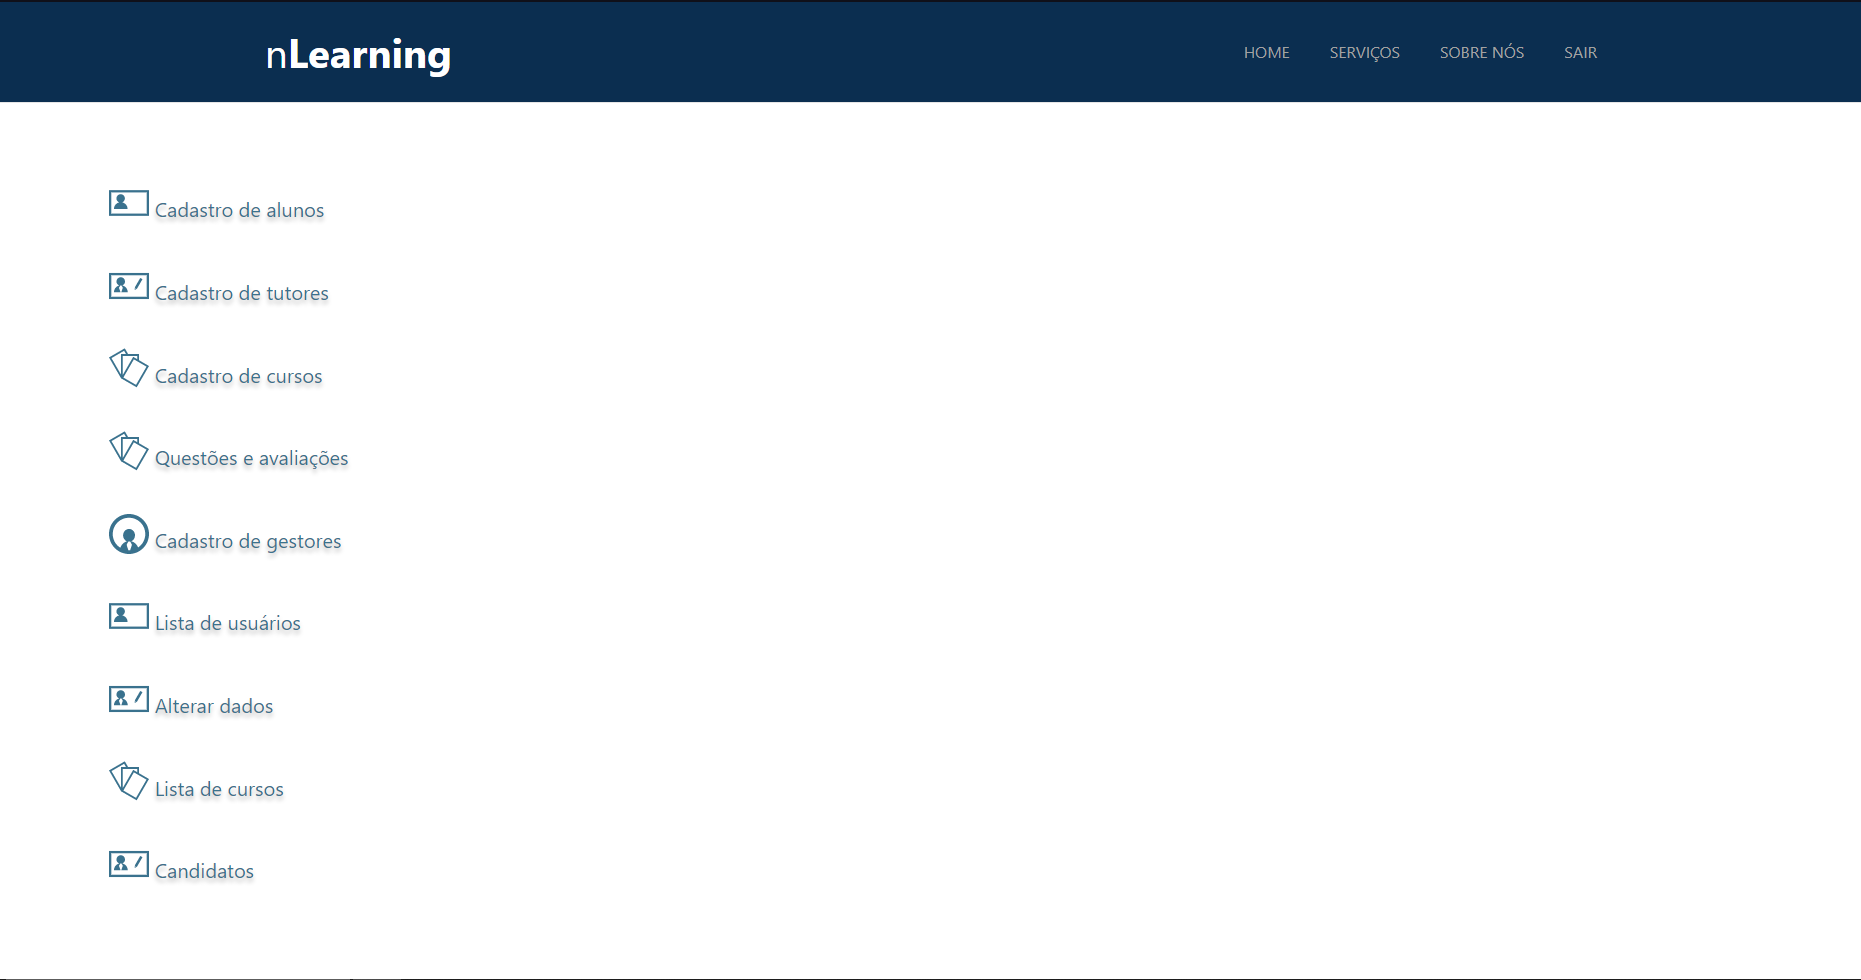 nLearning
HOME SERVIÇOS SOBRE NÓS SAIR
Cadastro de alunos
Cadastro de tutores
Cadastro de cursos
Questões e avaliações
Cadastro de gestores
Lista de usuários
Alterar dados
Lista de cursos
Candidatos